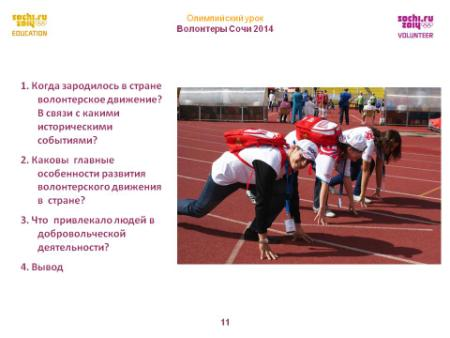 sochi.ru
2014
EDUCATION
Олимпийский урок
Волонтеры Сочи 2014
sochi.ru
2014
VOLUNTEER
1. Когда зародилось в стране
волонтерское движение?
В связи с какими
историческими
событиями?
2. Каковы главные
особенности развития
волонтерского движения
в стране?
3. Что привлекало людей в
добровольческой
деятельности?
4. Вывод
11